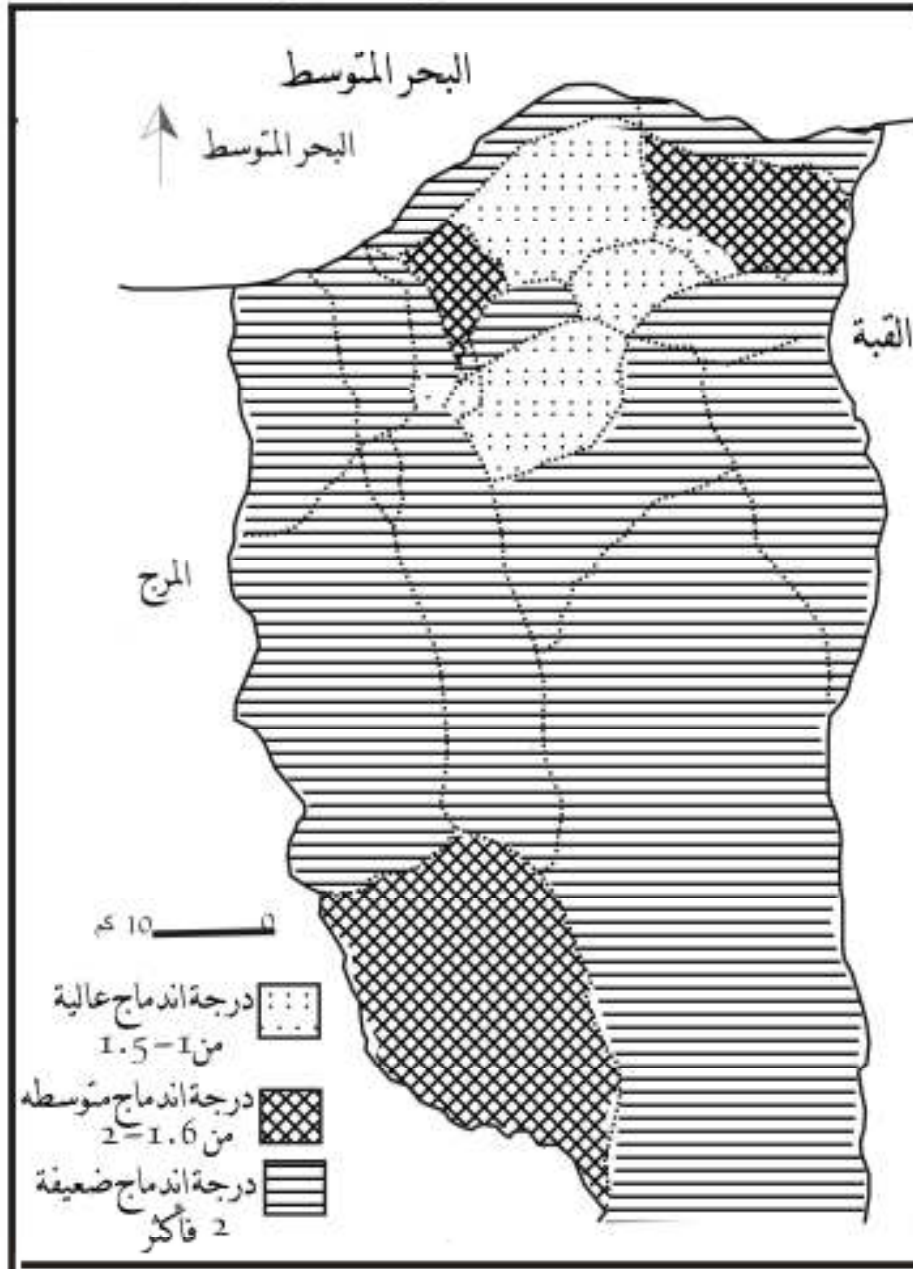 البحر المتوسط
البحر المتوسط
القبة
المرج
10 كم 0
درجة اندماج عالية
من 1-1.5
درجة اندماج متوسطه
من 1.6-2
درجة اندماج ضعيفة
2 فأكثر